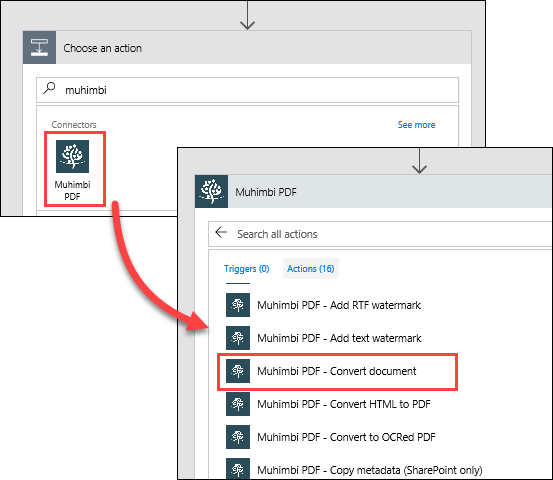 Choose an action
muhimbi
Connectors
See more
Muhimbi
PDF
Muhimbi PDF
Search all actions
Triggers (0)
Actions (16)
Muhimbi PDF - Add RTF watermark
Muhimbi PDF - Add text watermark
Muhimbi PDF - Convert document
Muhimbi PDF - Convert HTML to PDF
Muhimbi PDF - Convert to OCRed PDF
Muhimbi PDF - Copy metadata (SharePoint only)